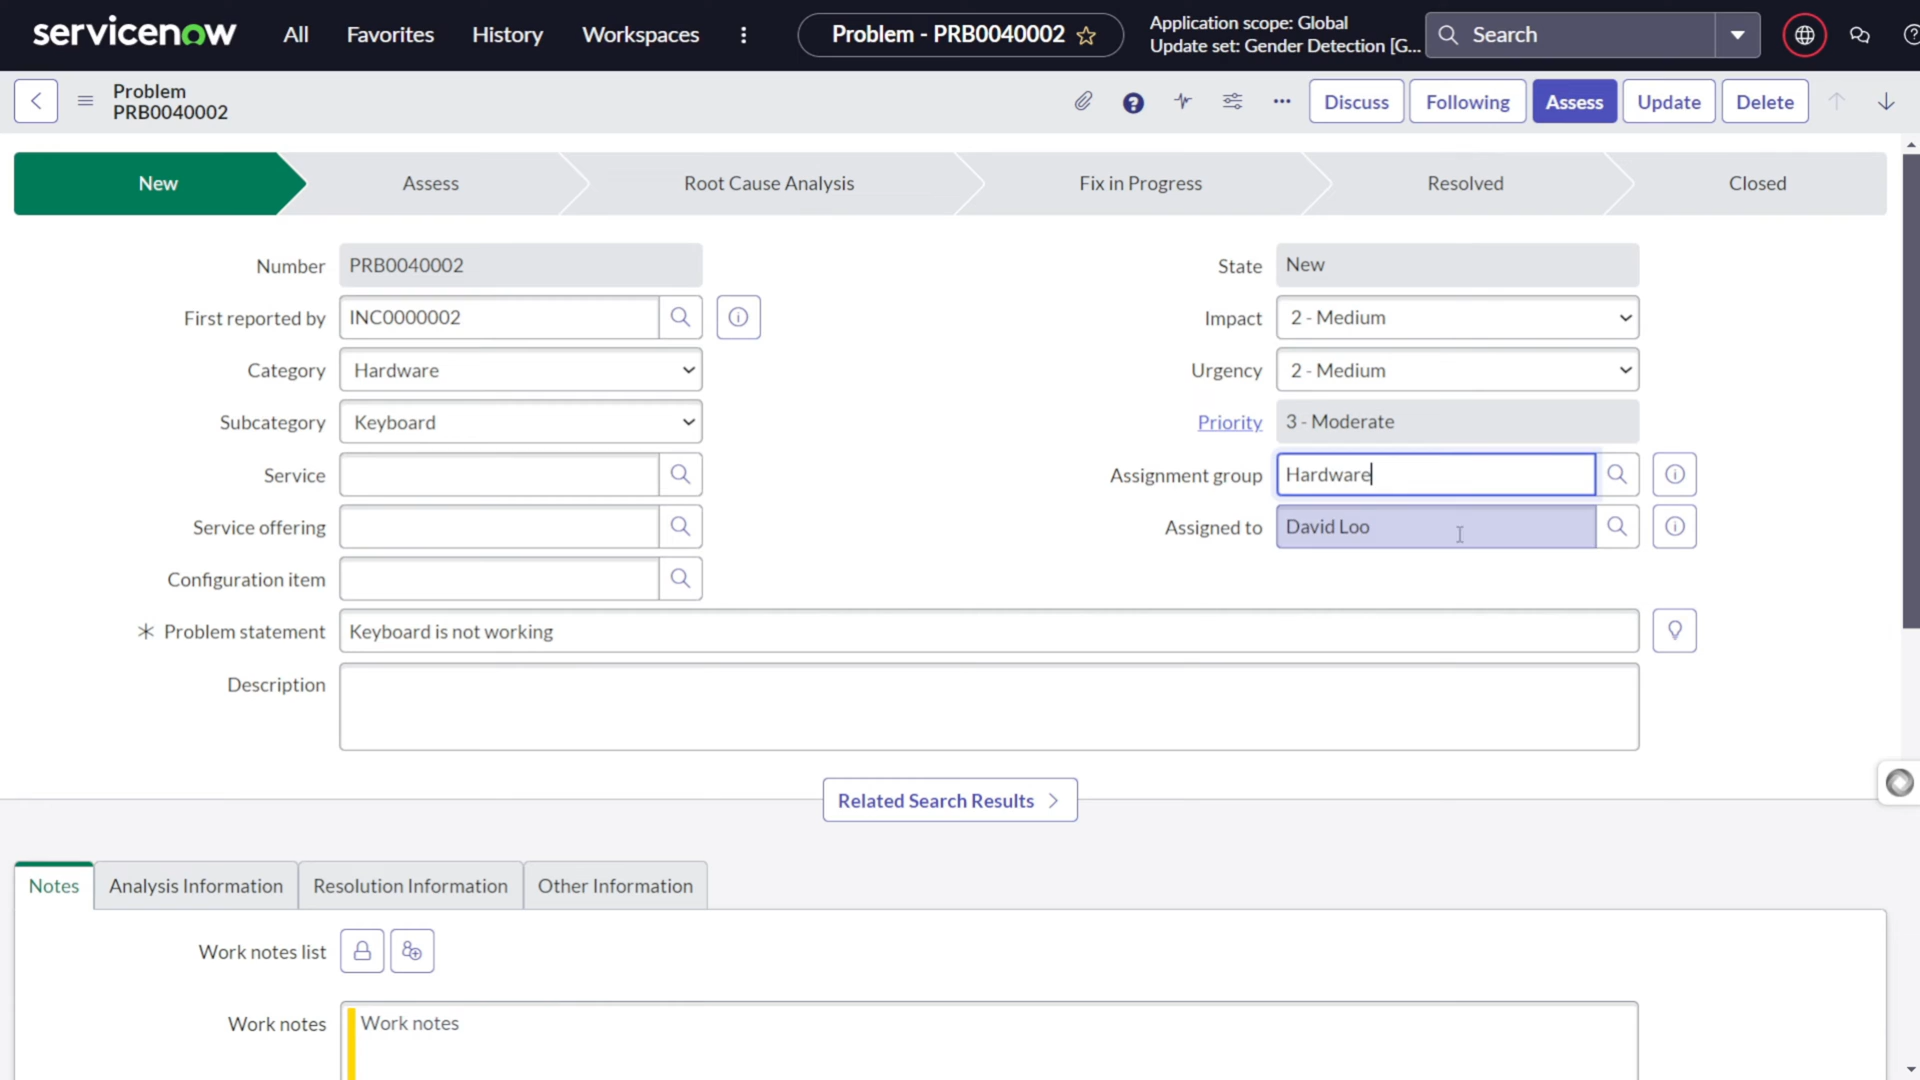 servicenow
All
Favorites
History
Workspaces
Problem - PRB0040002
Application scope: Global
Update set: Gender Detection [G...
Search
Problem
PRB0040002
Discuss
Following
Assess
Update
Delete
New
Assess
Root Cause Analysis
Fix in Progress
Resolved
Closed
Number
PRB0040002
First reported by
INC0000002
Category
Hardware
Subcategory
Keyboard
Service
Service offering
Configuration item
State
New
Impact
2 - Medium
Urgency
2 - Medium
Priority
3 - Moderate
Assignment group
Hardware
Assigned to
David Loo
Problem statement
Keyboard is not working
Description
Related Search Results
Notes
Analysis Information
Resolution Information
Other Information
Work notes list
Work notes
Work notes